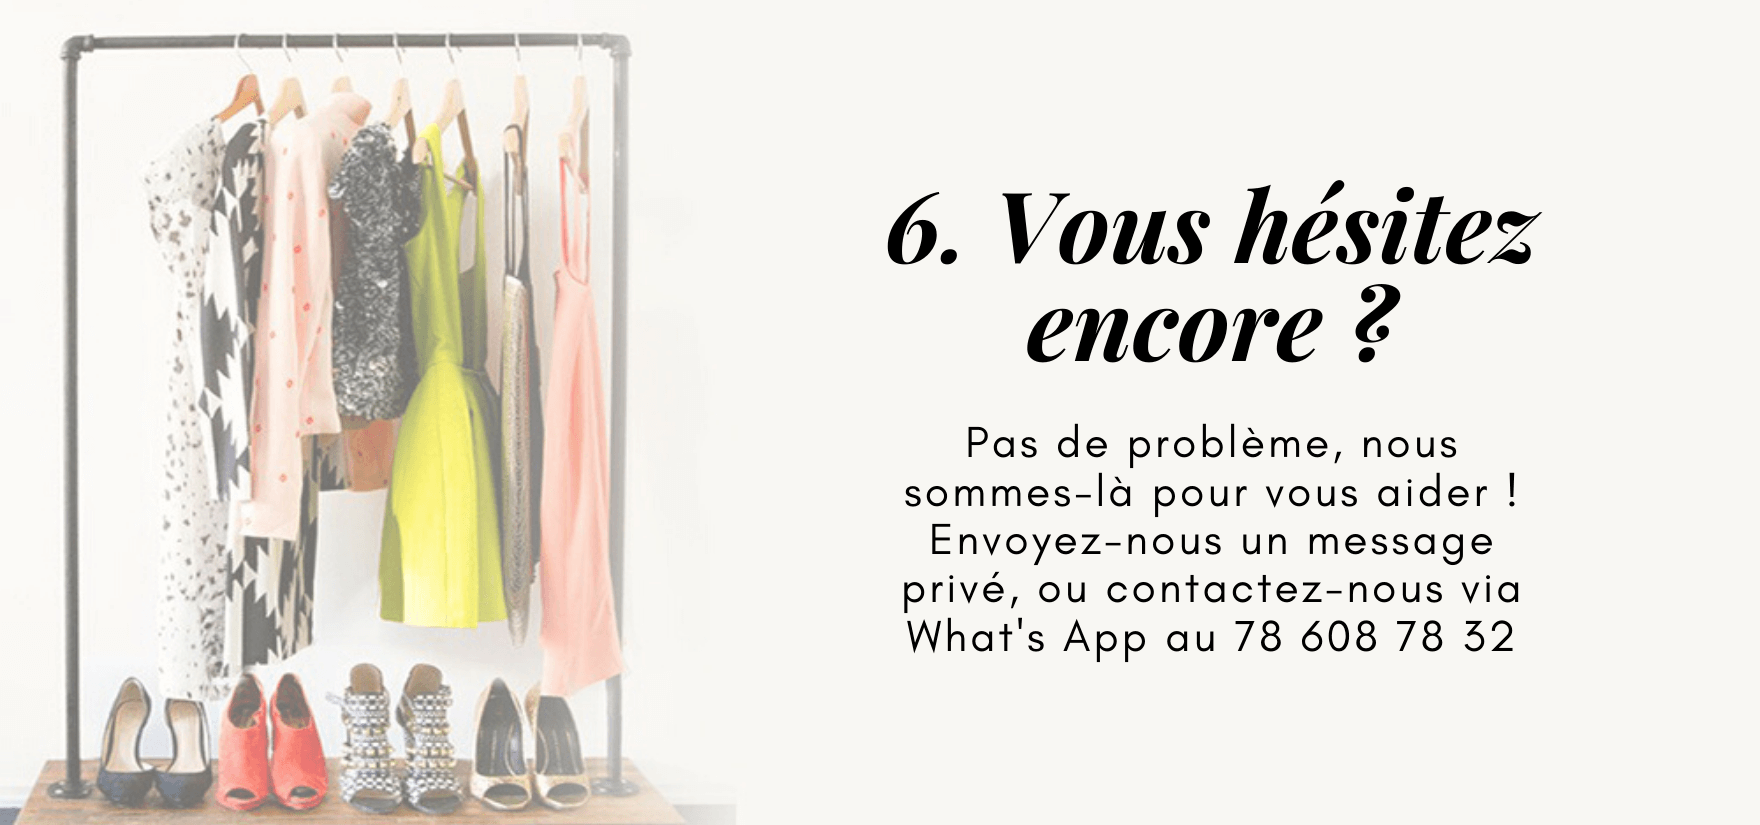 6. Vous hésitez
encore ?
Pas de problème, nous
sommes-là pour vous aider !
Envoyez-nous un message
privé, ou contactez-nous via
What's App au 78 608 78 32